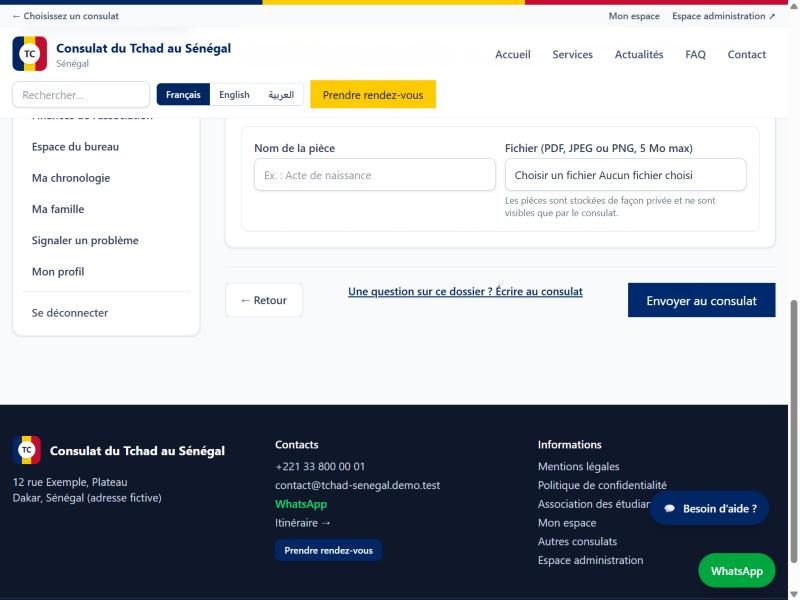 ← Choisissez un consulat
Mon espace
Espace administration ↗
TC
Consulat du Tchad au Sénégal
Sénégal
Accueil
Services
Actualités
FAQ
Contact
Rechercher...
Français
English
العربية
Prendre rendez-vous
Espace du bureau
Ma chronologie
Ma famille
Signaler un problème
Mon profil
Se déconnecter
Nom de la pièce
Ex. : Acte de naissance
Fichier (PDF, JPEG ou PNG, 5 Mo max)
Choisir un fichier Aucun fichier choisi
Les pièces sont stockées de façon privée et ne sont
visibles que par le consulat.
← Retour
Une question sur ce dossier ? Écrire au consulat
Envoyer au consulat
TC
Consulat du Tchad au Sénégal
12 rue Exemple, Plateau
Dakar, Sénégal (adresse fictive)
Contacts
+221 33 800 00 01
contact@tchad-senegal.demo.test
WhatsApp
Itinéraire →
Prendre rendez-vous
Informations
Mentions légales
Politique de confidentialité
Association des
Mon espace
Autres consulats
Espace administration
Besoin d'aide ?
WhatsApp